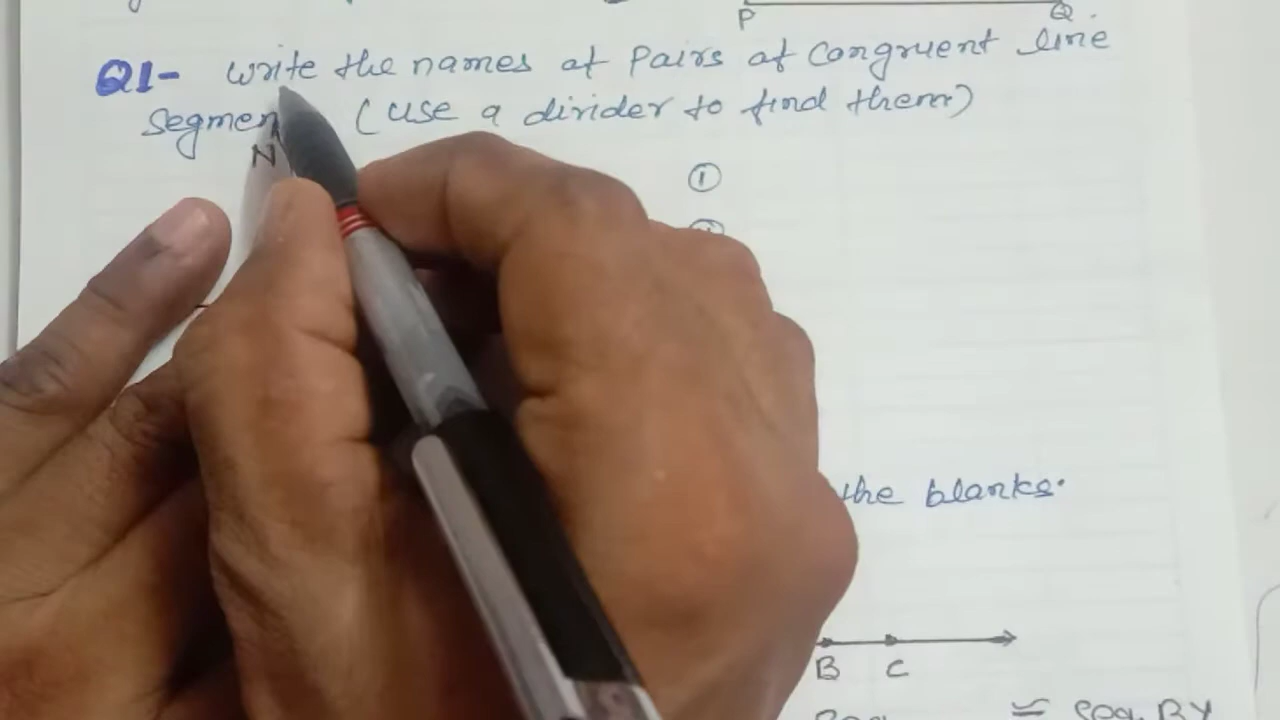 P Q
Q1- Write the names of Pairs of Congruent line
Segmen (use a divider to find them)
N
①
the blanks.
B C
≅ seg. BY